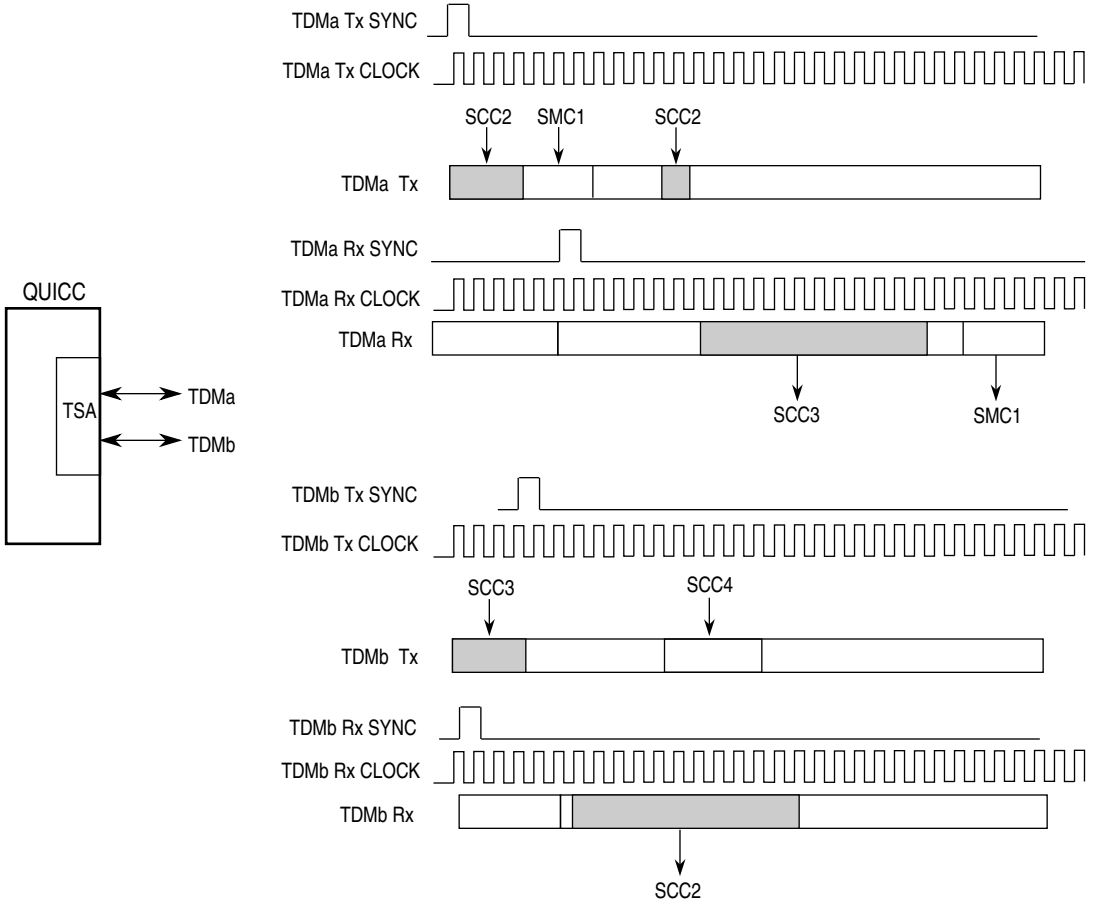 TDMa Tx SYNC
TDMa Tx CLOCK
SCC2 SMC1 SCC2
TDMa Tx
TDMa Rx SYNC
TDMa Rx CLOCK
TDMa Rx
SCC3 SMC1
QUICC
TSA
TDMa
TDMb
TDMb Tx SYNC
TDMb Tx CLOCK
SCC3 SCC4
TDMb Tx
TDMb Rx SYNC
TDMb Rx CLOCK
TDMb Rx
SCC2